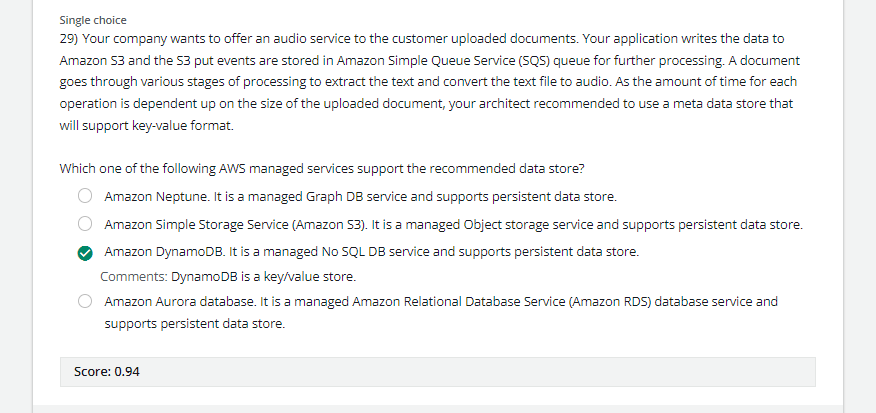 Single choice
29) Your company wants to offer an audio service to the customer uploaded documents. Your application writes the data to
Amazon S3 and the S3 put events are stored in Amazon Simple Queue Service (SQS) queue for further processing. A document
goes through various stages of processing to extract the text and convert the text file to audio. As the amount of time for each
operation is dependent up on the size of the uploaded document, your architect recommended to use a meta data store that
will support key-value format.
Which one of the following AWS managed services support the recommended data store?
Amazon Neptune. It is a managed Graph DB service and supports persistent data store.
Amazon Simple Storage Service (Amazon S3). It is a managed Object storage service and supports persistent data store.
Amazon DynamoDB. It is a managed No SQL DB service and supports persistent data store.
Comments: DynamoDB is a key/value store.
Amazon Aurora database. It is a managed Amazon Relational Database Service (Amazon RDS) database service and
supports persistent data store.
Score: 0.94